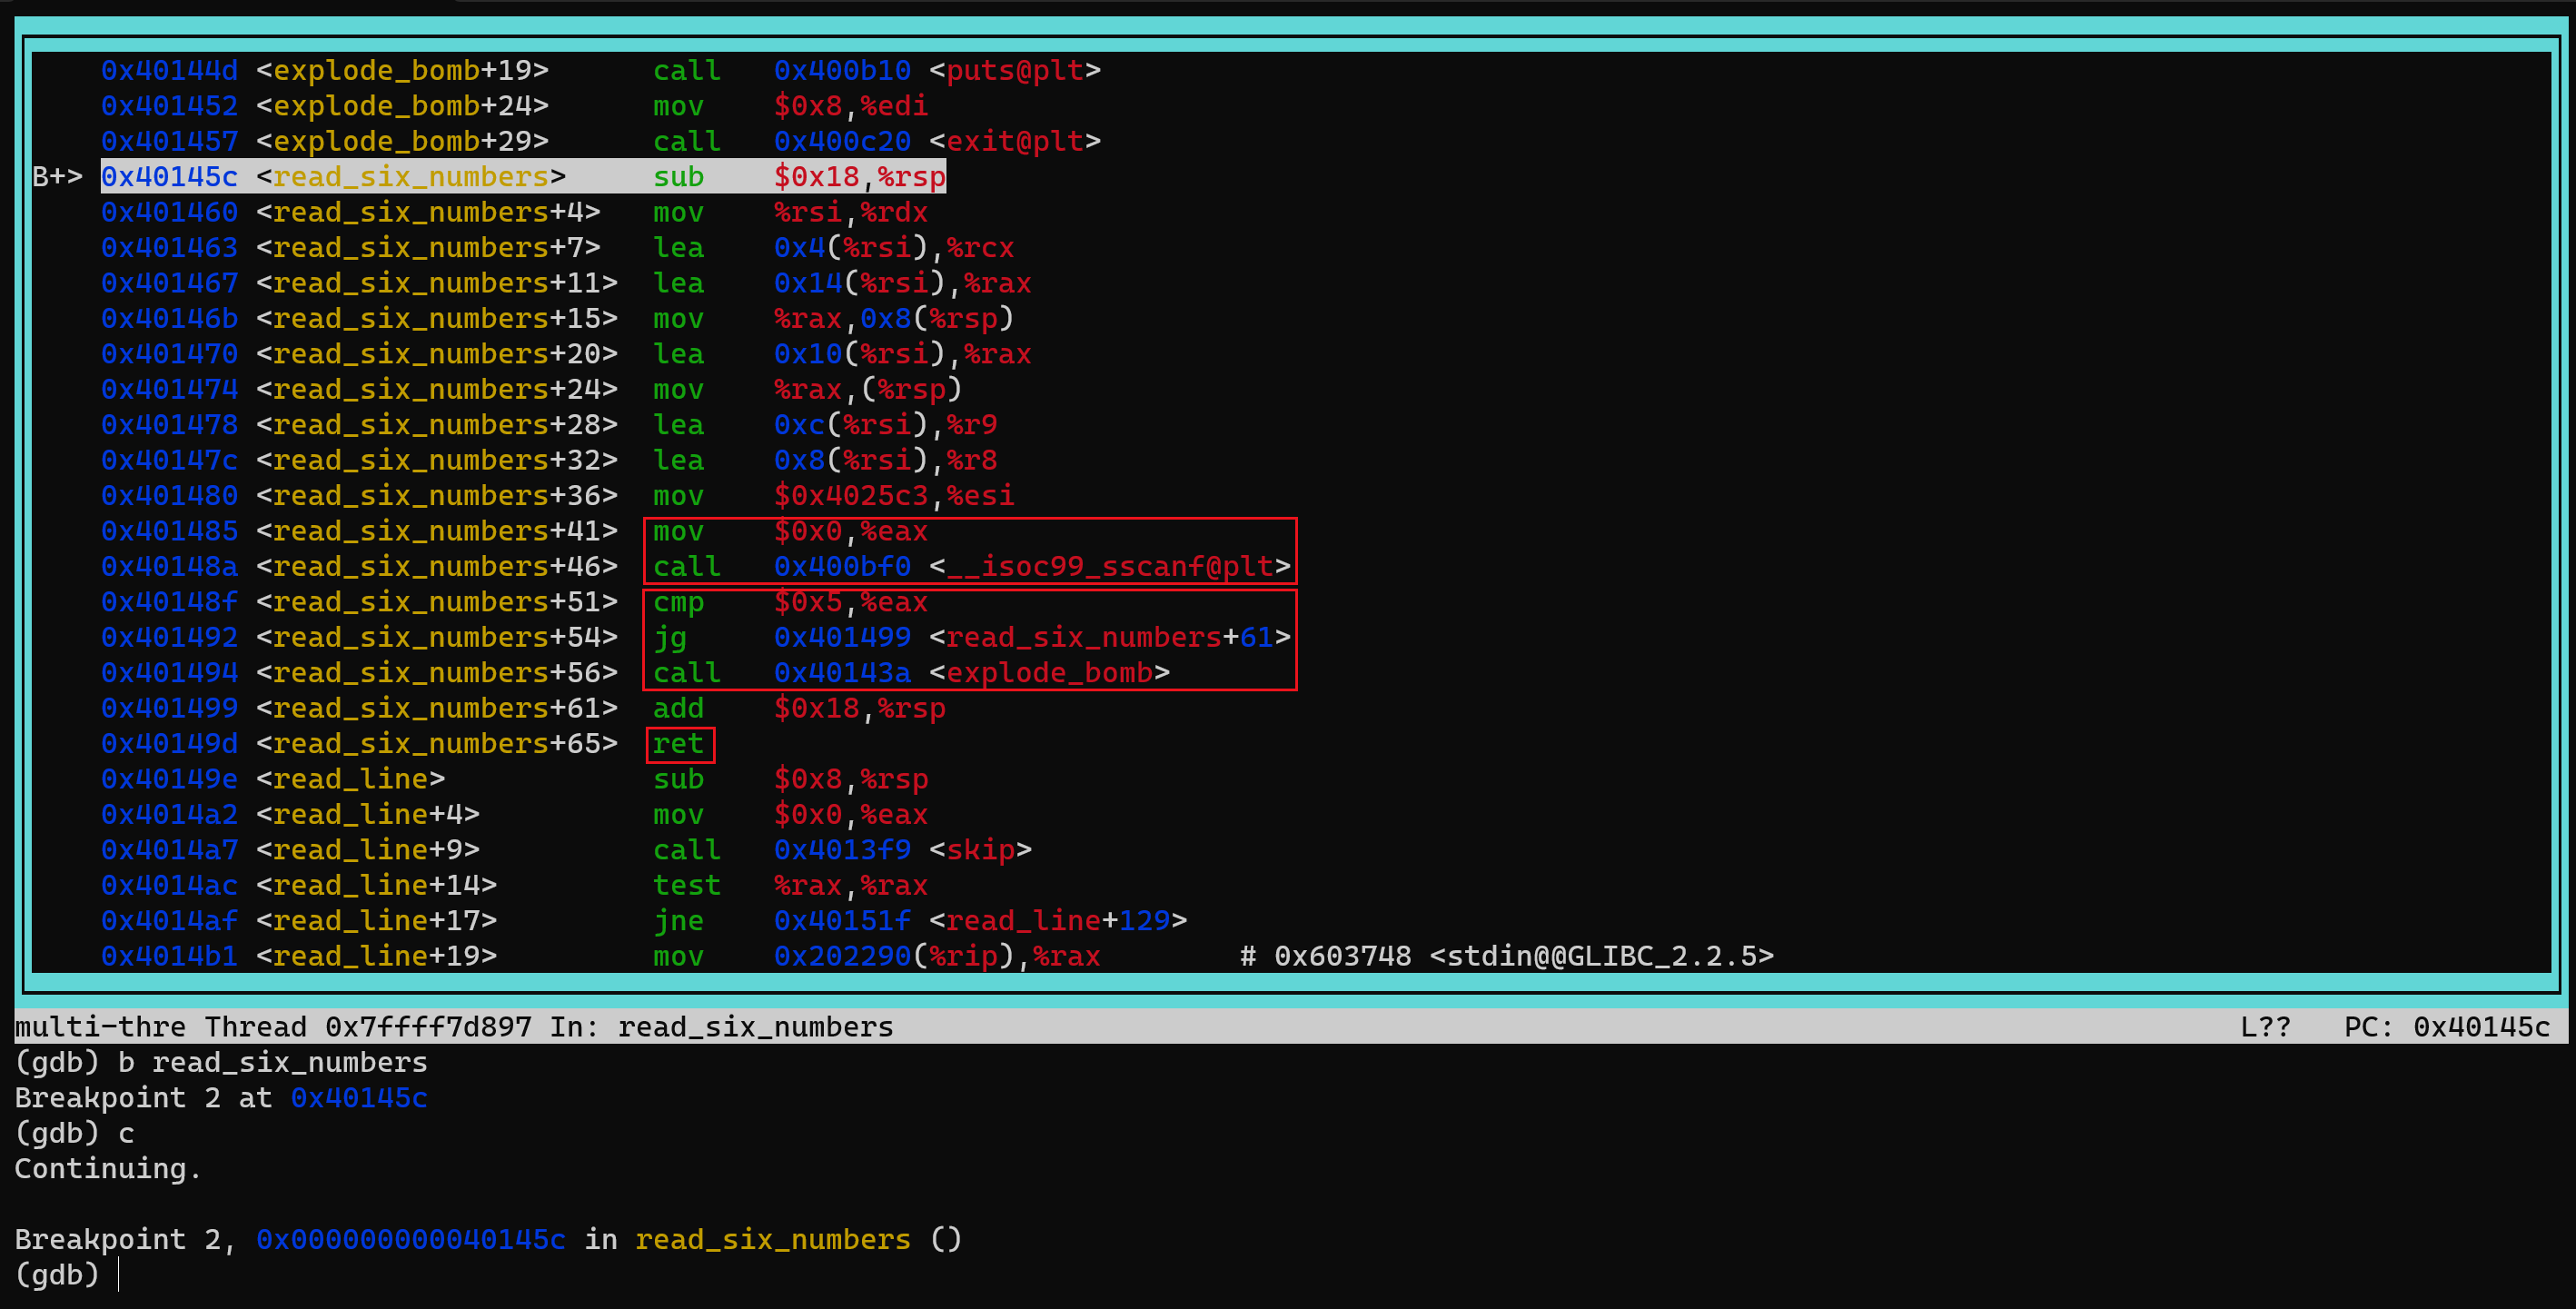 0x40144d <explode_bomb+19>      call   0x400b10 <puts@plt>
0x401452 <explode_bomb+24>      mov    $0x8,%edi
0x401457 <explode_bomb+29>      call   0x400c20 <exit@plt>
B+> 0x40145c <read_six_numbers>     sub    $0x18,%rsp
0x401460 <read_six_numbers+4>   mov    %rsi,%rdx
0x401463 <read_six_numbers+7>   lea    0x4(%rsi),%rcx
0x401467 <read_six_numbers+11>  lea    0x14(%rsi),%rax
0x40146b <read_six_numbers+15>  mov    %rax,0x8(%rsp)
0x401470 <read_six_numbers+20>  lea    0x10(%rsi),%rax
0x401474 <read_six_numbers+24>  mov    %rax,(%rsp)
0x401478 <read_six_numbers+28>  lea    0xc(%rsi),%r9
0x40147c <read_six_numbers+32>  lea    0x8(%rsi),%r8
0x401480 <read_six_numbers+36>  mov    $0x4025c3,%esi
0x401485 <read_six_numbers+41>  mov    $0x0,%eax
0x40148a <read_six_numbers+46>  call   0x400bf0 <__isoc99_sscanf@plt>
0x40148f <read_six_numbers+51>  cmp    $0x5,%eax
0x401492 <read_six_numbers+54>  jg     0x401499 <read_six_numbers+61>
0x401494 <read_six_numbers+56>  call   0x40143a <explode_bomb>
0x401499 <read_six_numbers+61>  add    $0x18,%rsp
0x40149d <read_six_numbers+65>  ret
0x40149e <read_line>            sub    $0x8,%rsp
0x4014a2 <read_line+4>          mov    $0x0,%eax
0x4014a7 <read_line+9>          call   0x4013f9 <skip>
0x4014ac <read_line+14>         test   %rax,%rax
0x4014af <read_line+17>         jne    0x40151f <read_line+129>
0x4014b1 <read_line+19>         mov    0x202290(%rip),%rax        # 0x603748 <stdin@@GLIBC_2.2.5>
multi-thre Thread 0x7ffff7d897 In: read_six_numbers                L??   PC: 0x40145c
(gdb) b read_six_numbers
Breakpoint 2 at 0x40145c
(gdb) c
Continuing.
Breakpoint 2, 0x000000000040145c in read_six_numbers ()
(gdb)